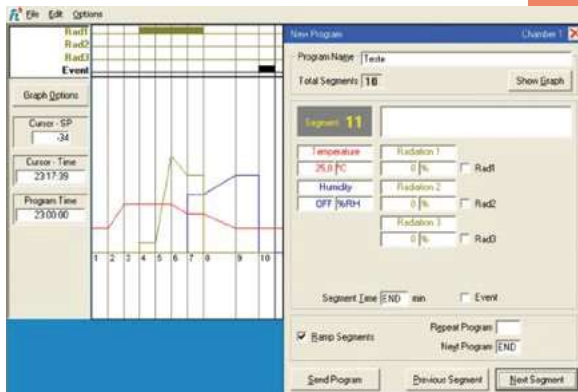 File Edit Options
Rad1
Rad2
Rad3
Event
Graph Options
Cursor - SP
-34
Cursor - Time
23:17:39
Program Time
23:00:00
1 2 3 4 5 6 7 8 9 10
New Program Chamber 1
Program Name Teste
Total Segments 10 Show Graph
Segment 11
Temperature Radiation 1
25,0 °C 0 % Rad1
Humidity Radiation 2
OFF %RH 0 % Rad2
Radiation 3
0 % Rad3
Segment Time END min Event
Ramp Segments
Repeat Program
Next Program END
Send Program Previous Segment Next Segment